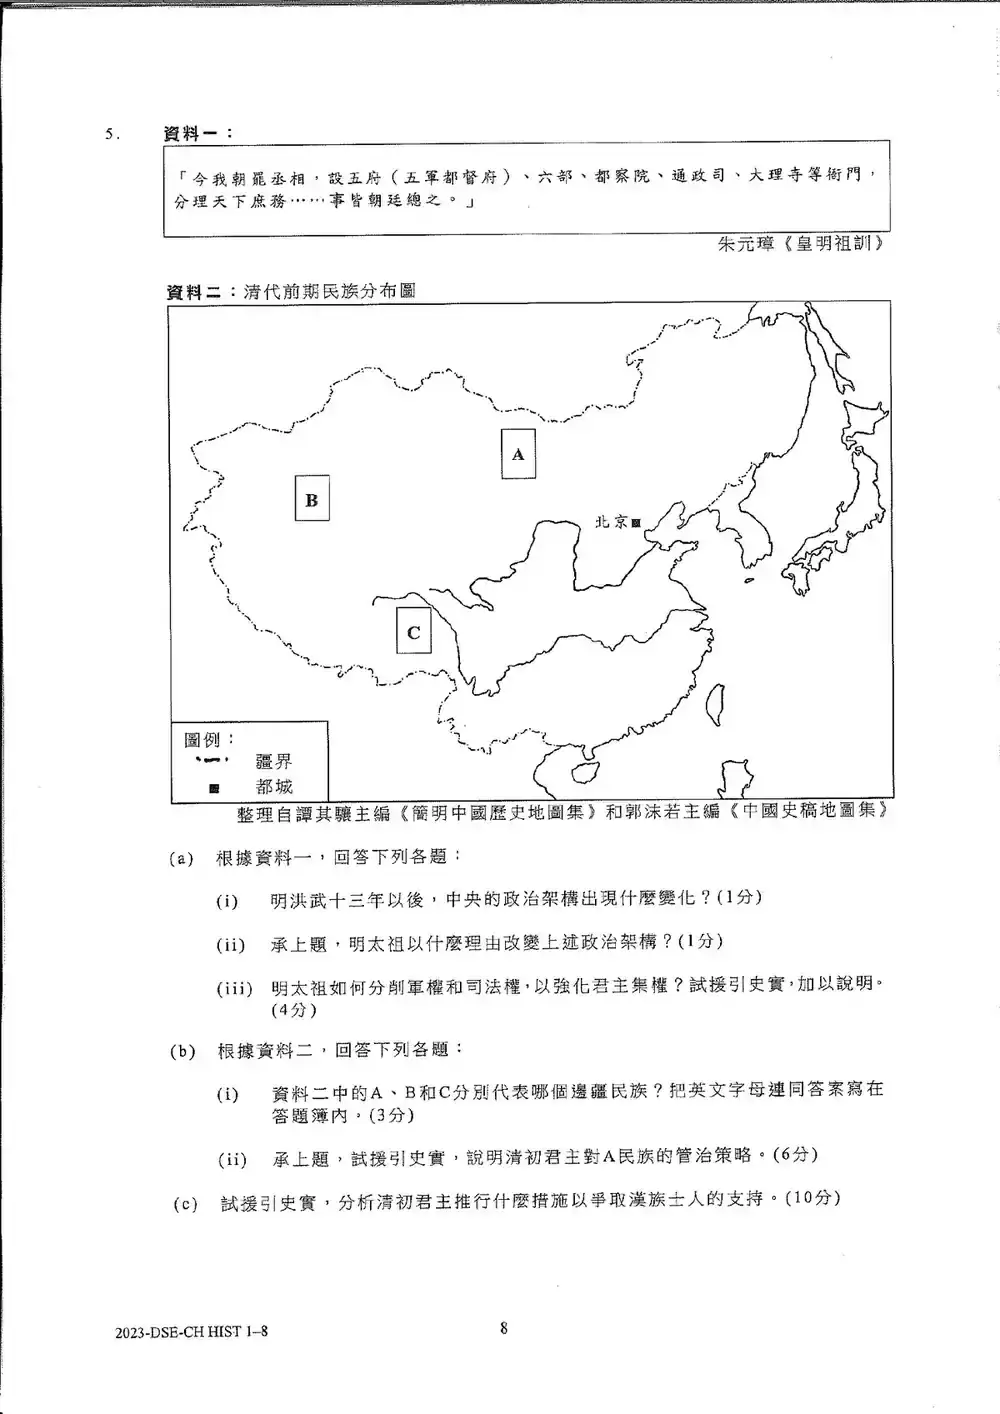 5. 資料一：
「今我朝罷丞相，設五府（五軍都督府）、六部、都察院、通政司、大理寺等衙門，
分理天下庶務……事皆朝廷總之。」
朱元璋《皇明祖訓》
資料二：清代前期民族分布圖
A
B
北京
C
圖例：
疆界
都城
整理自譚其驤主編《簡明中國歷史地圖集》和郭沫若主編《中國史稿地圖集》
(a) 根據資料一，回答下列各題：
(i) 明洪武十三年以後，中央的政治架構出現什麼變化？(1分)
(ii) 承上題，明太祖以什麼理由改變上述政治架構？(1分)
(iii) 明太祖如何分削軍權和司法權，以強化君主集權？試援引史實，加以說明。
(4分)
(b) 根據資料二，回答下列各題：
(i) 資料二中的A、B和C分別代表哪個邊疆民族？把英文字母連同答案寫在
答題簿內。(3分)
(ii) 承上題，試援引史實，說明清初君主對A民族的管治策略。(6分)
(c) 試援引史實，分析清初君主推行什麼措施以爭取漢族士人的支持。(10分)
2023-DSE-CH HIST 1–8
8